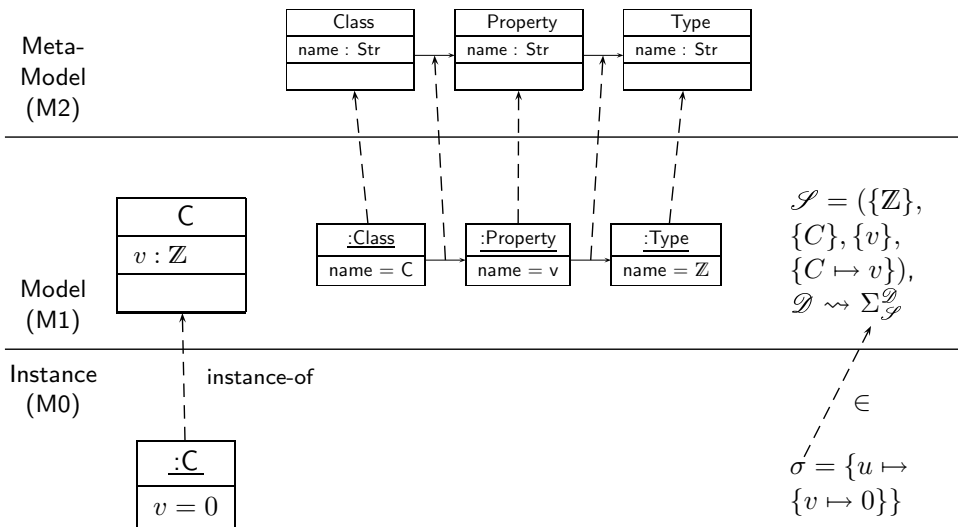 Meta-
Model
(M2)
Class
name : Str
Property
name : Str
Type
name : Str
Model
(M1)
C
v : ℤ
:Class
name = C
:Property
name = v
:Type
name = ℤ
𝒮 = ({ℤ},
{C}, {v},
{C ↦ v}),
𝒟 ⇝ Σ^𝒟_𝒮
Instance
(M0)
instance-of
:C
v = 0
∈
σ = {u ↦
{v ↦ 0}}